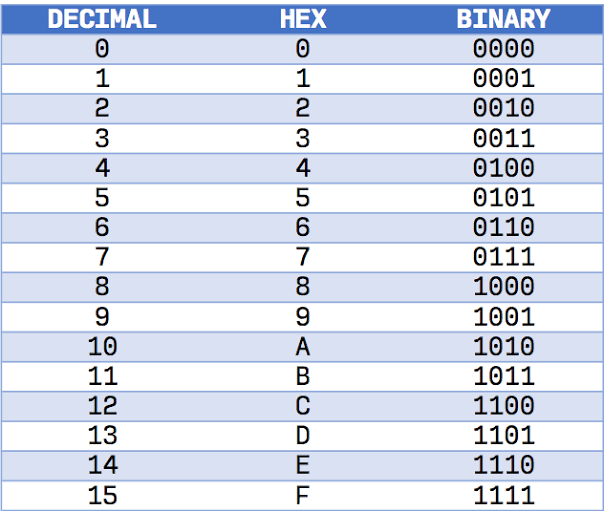 DECIMAL HEX BINARY
0 0 0000
1 1 0001
2 2 0010
3 3 0011
4 4 0100
5 5 0101
6 6 0110
7 7 0111
8 8 1000
9 9 1001
10 A 1010
11 B 1011
12 C 1100
13 D 1101
14 E 1110
15 F 1111